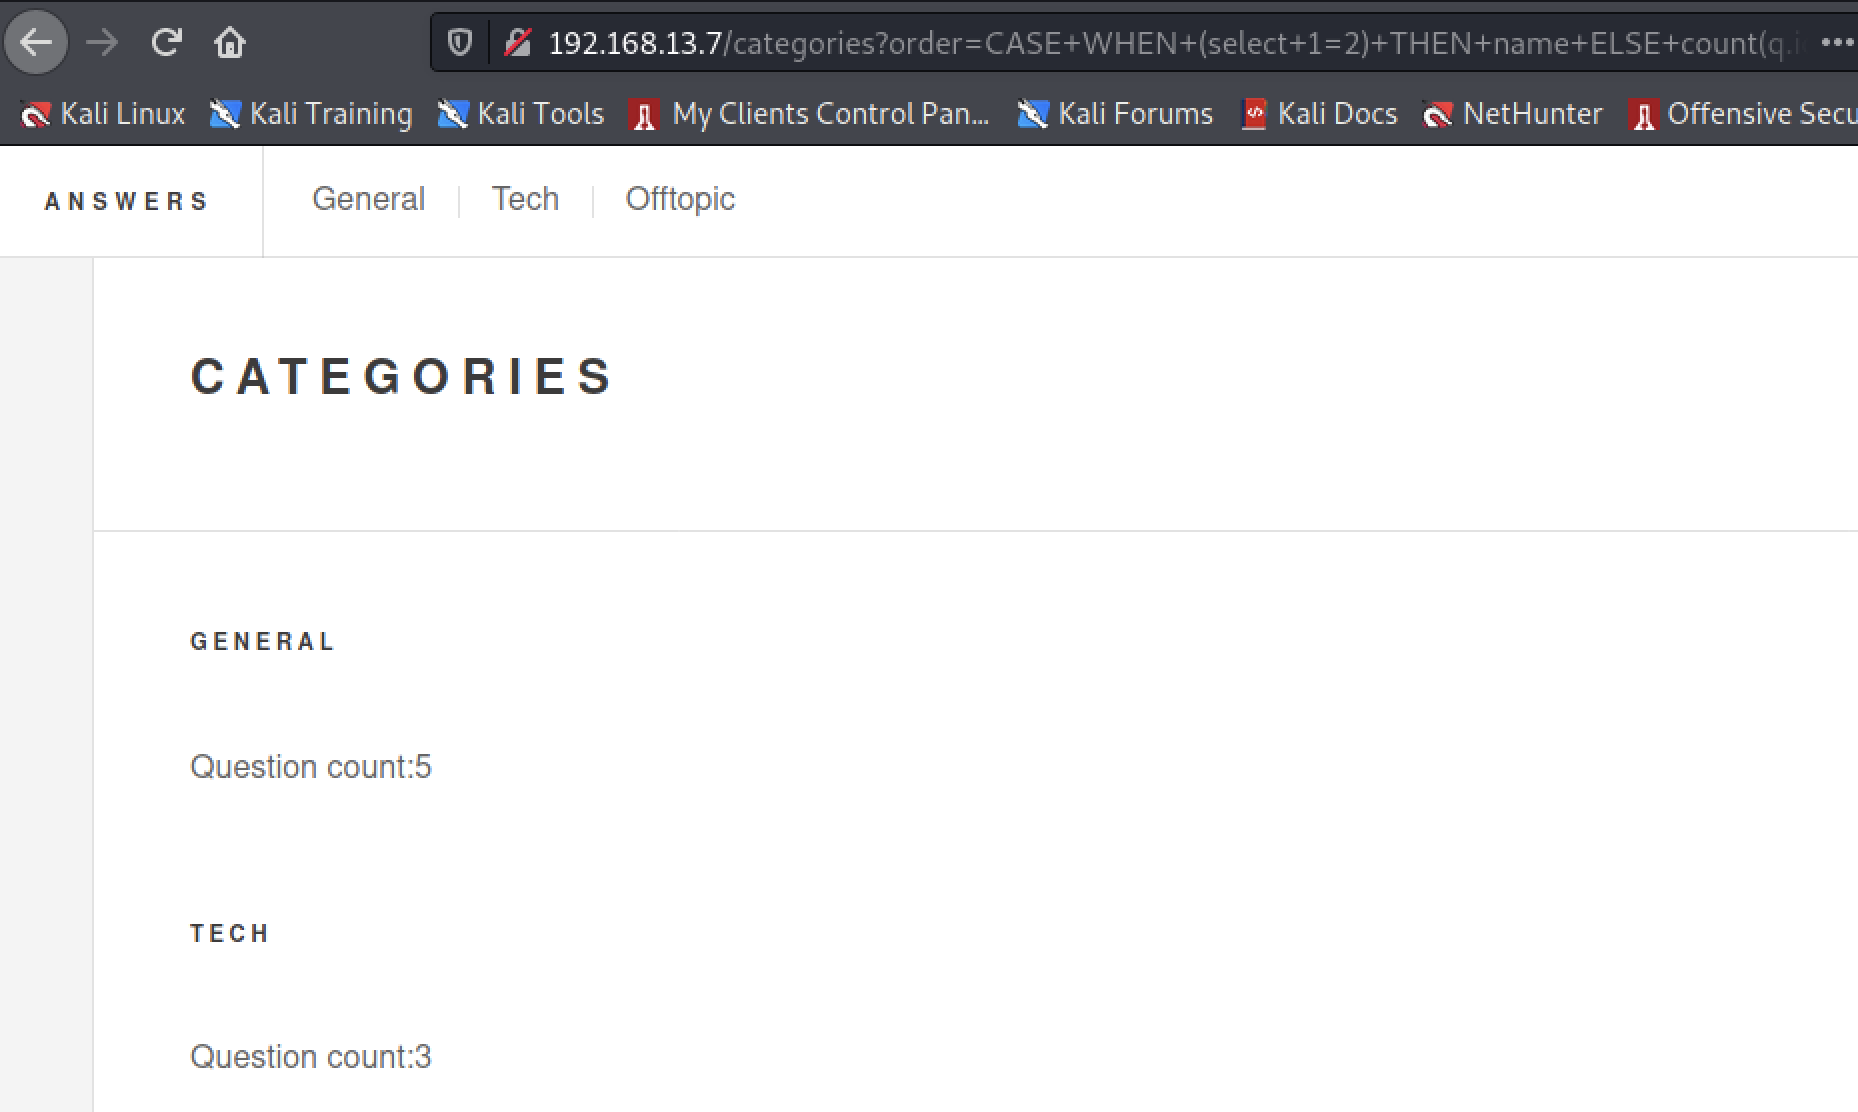 192.168.13.7/categories?order=CASE+WHEN+(select+1=2)+THEN+name+ELSE+count(q.i
Kali Linux Kali Training Kali Tools My Clients Control Pan... Kali Forums Kali Docs NetHunter Offensive Secu
ANSWERS General Tech Offtopic
CATEGORIES
GENERAL
Question count:5
TECH
Question count:3